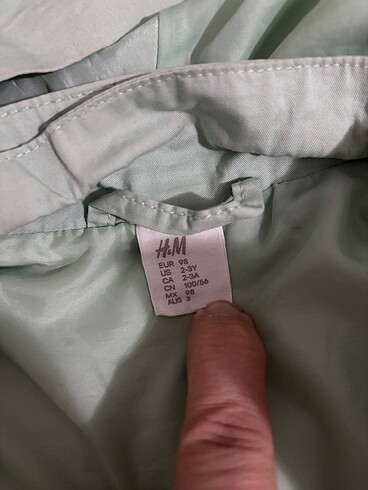 H&M
EUR 98
US 2-3Y
CA 2-3A
CN 100/56
MX 98
AUS 3